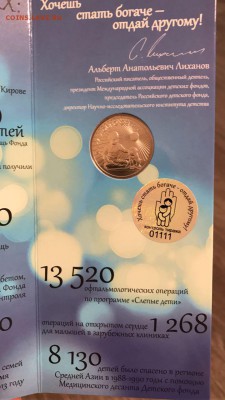 Хочешь
стать богаче –
отдай другому!
Альберт Анатольевич Лиханов
Российский писатель, общественный деятель,
президент Международной ассоциации детских фондов,
председатель Российского детского фонда,
директор Научно-исследовательского института детства
Кирове
Фонда
получили
Хочешь стать богаче - отдай другому!
01111
13 520
офтальмологических операций
по программе «Слепые дети»
операций на открытом сердце 1 268
для малышей в зарубежных клиниках
8 130 детей было спасено в регионе
Средней Азии в 1988-1990 годах с помощью
Медицинского десанта Детского фонда
семей